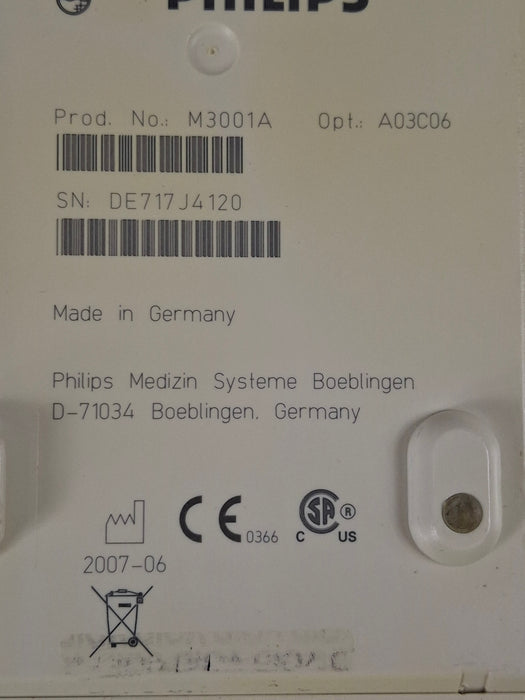 PHILIPS
Prod. No.: M3001A Opt.: A03C06
SN: DE717J4120
Made in Germany
Philips Medizin Systeme Boeblingen
D-71034 Boeblingen. Germany
CE 0366
SA ®
C US
2007-06